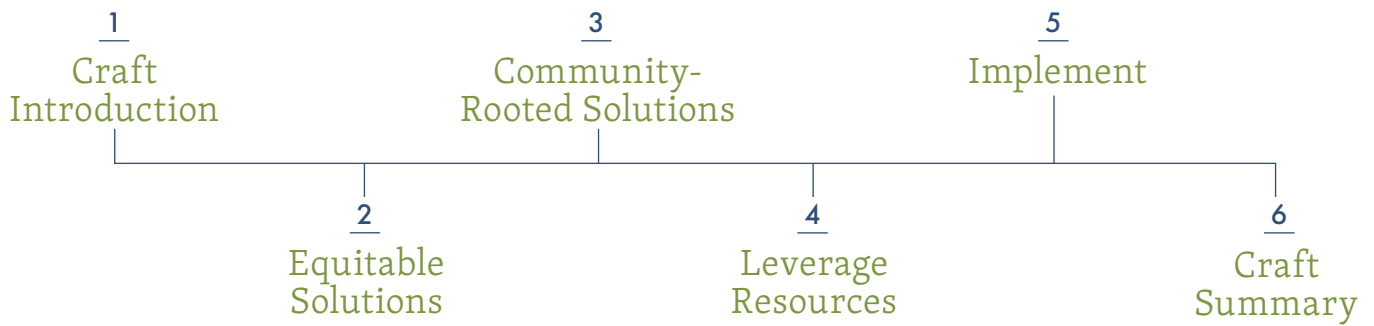 1
Craft
Introduction
2
Equitable
Solutions
3
Community-
Rooted Solutions
4
Leverage
Resources
5
Implement
6
Craft
Summary